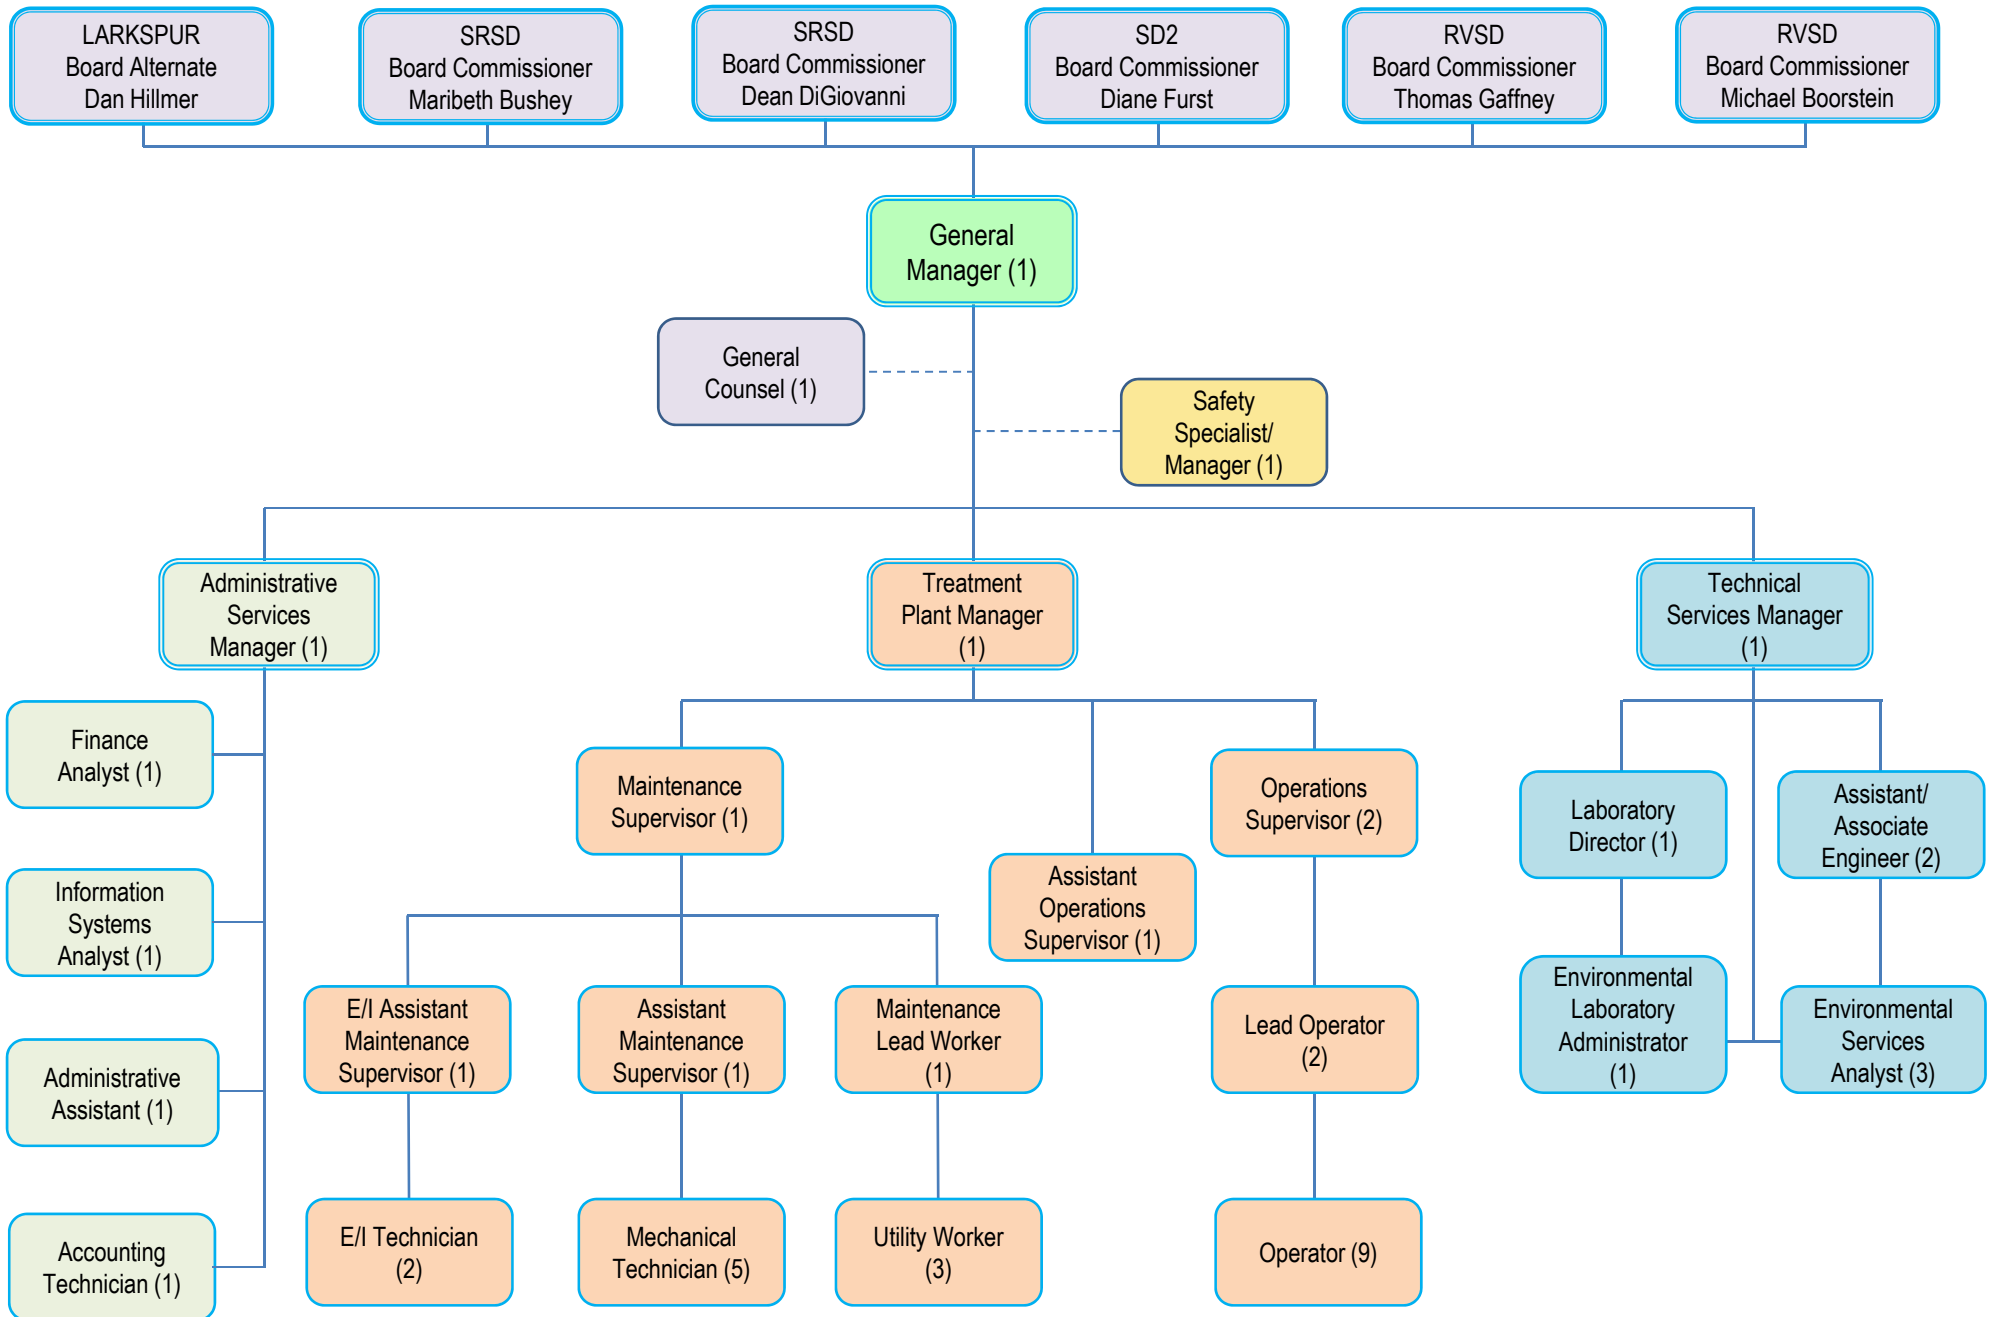 LARKSPUR
Board Alternate
Dan Hillmer
SRSD
Board Commissioner
Maribeth Bushey
SRSD
Board Commissioner
Dean DiGiovanni
SD2
Board Commissioner
Diane Furst
RVSD
Board Commissioner
Thomas Gaffney
RVSD
Board Commissioner
Michael Boorstein
General
Manager (1)
General
Counsel (1)
Safety
Specialist/
Manager (1)
Administrative
Services
Manager (1)
Treatment
Plant Manager
(1)
Technical
Services Manager
(1)
Finance
Analyst (1)
Information
Systems
Analyst (1)
Administrative
Assistant (1)
Accounting
Technician (1)
Maintenance
Supervisor (1)
Assistant
Operations
Supervisor (1)
Operations
Supervisor (2)
E/I Assistant
Maintenance
Supervisor (1)
Assistant
Maintenance
Supervisor (1)
Maintenance
Lead Worker
(1)
Lead Operator
(2)
E/I Technician
(2)
Mechanical
Technician (5)
Utility Worker
(3)
Operator (9)
Laboratory
Director (1)
Assistant/
Associate
Engineer (2)
Environmental
Laboratory
Administrator
(1)
Environmental
Services
Analyst (3)